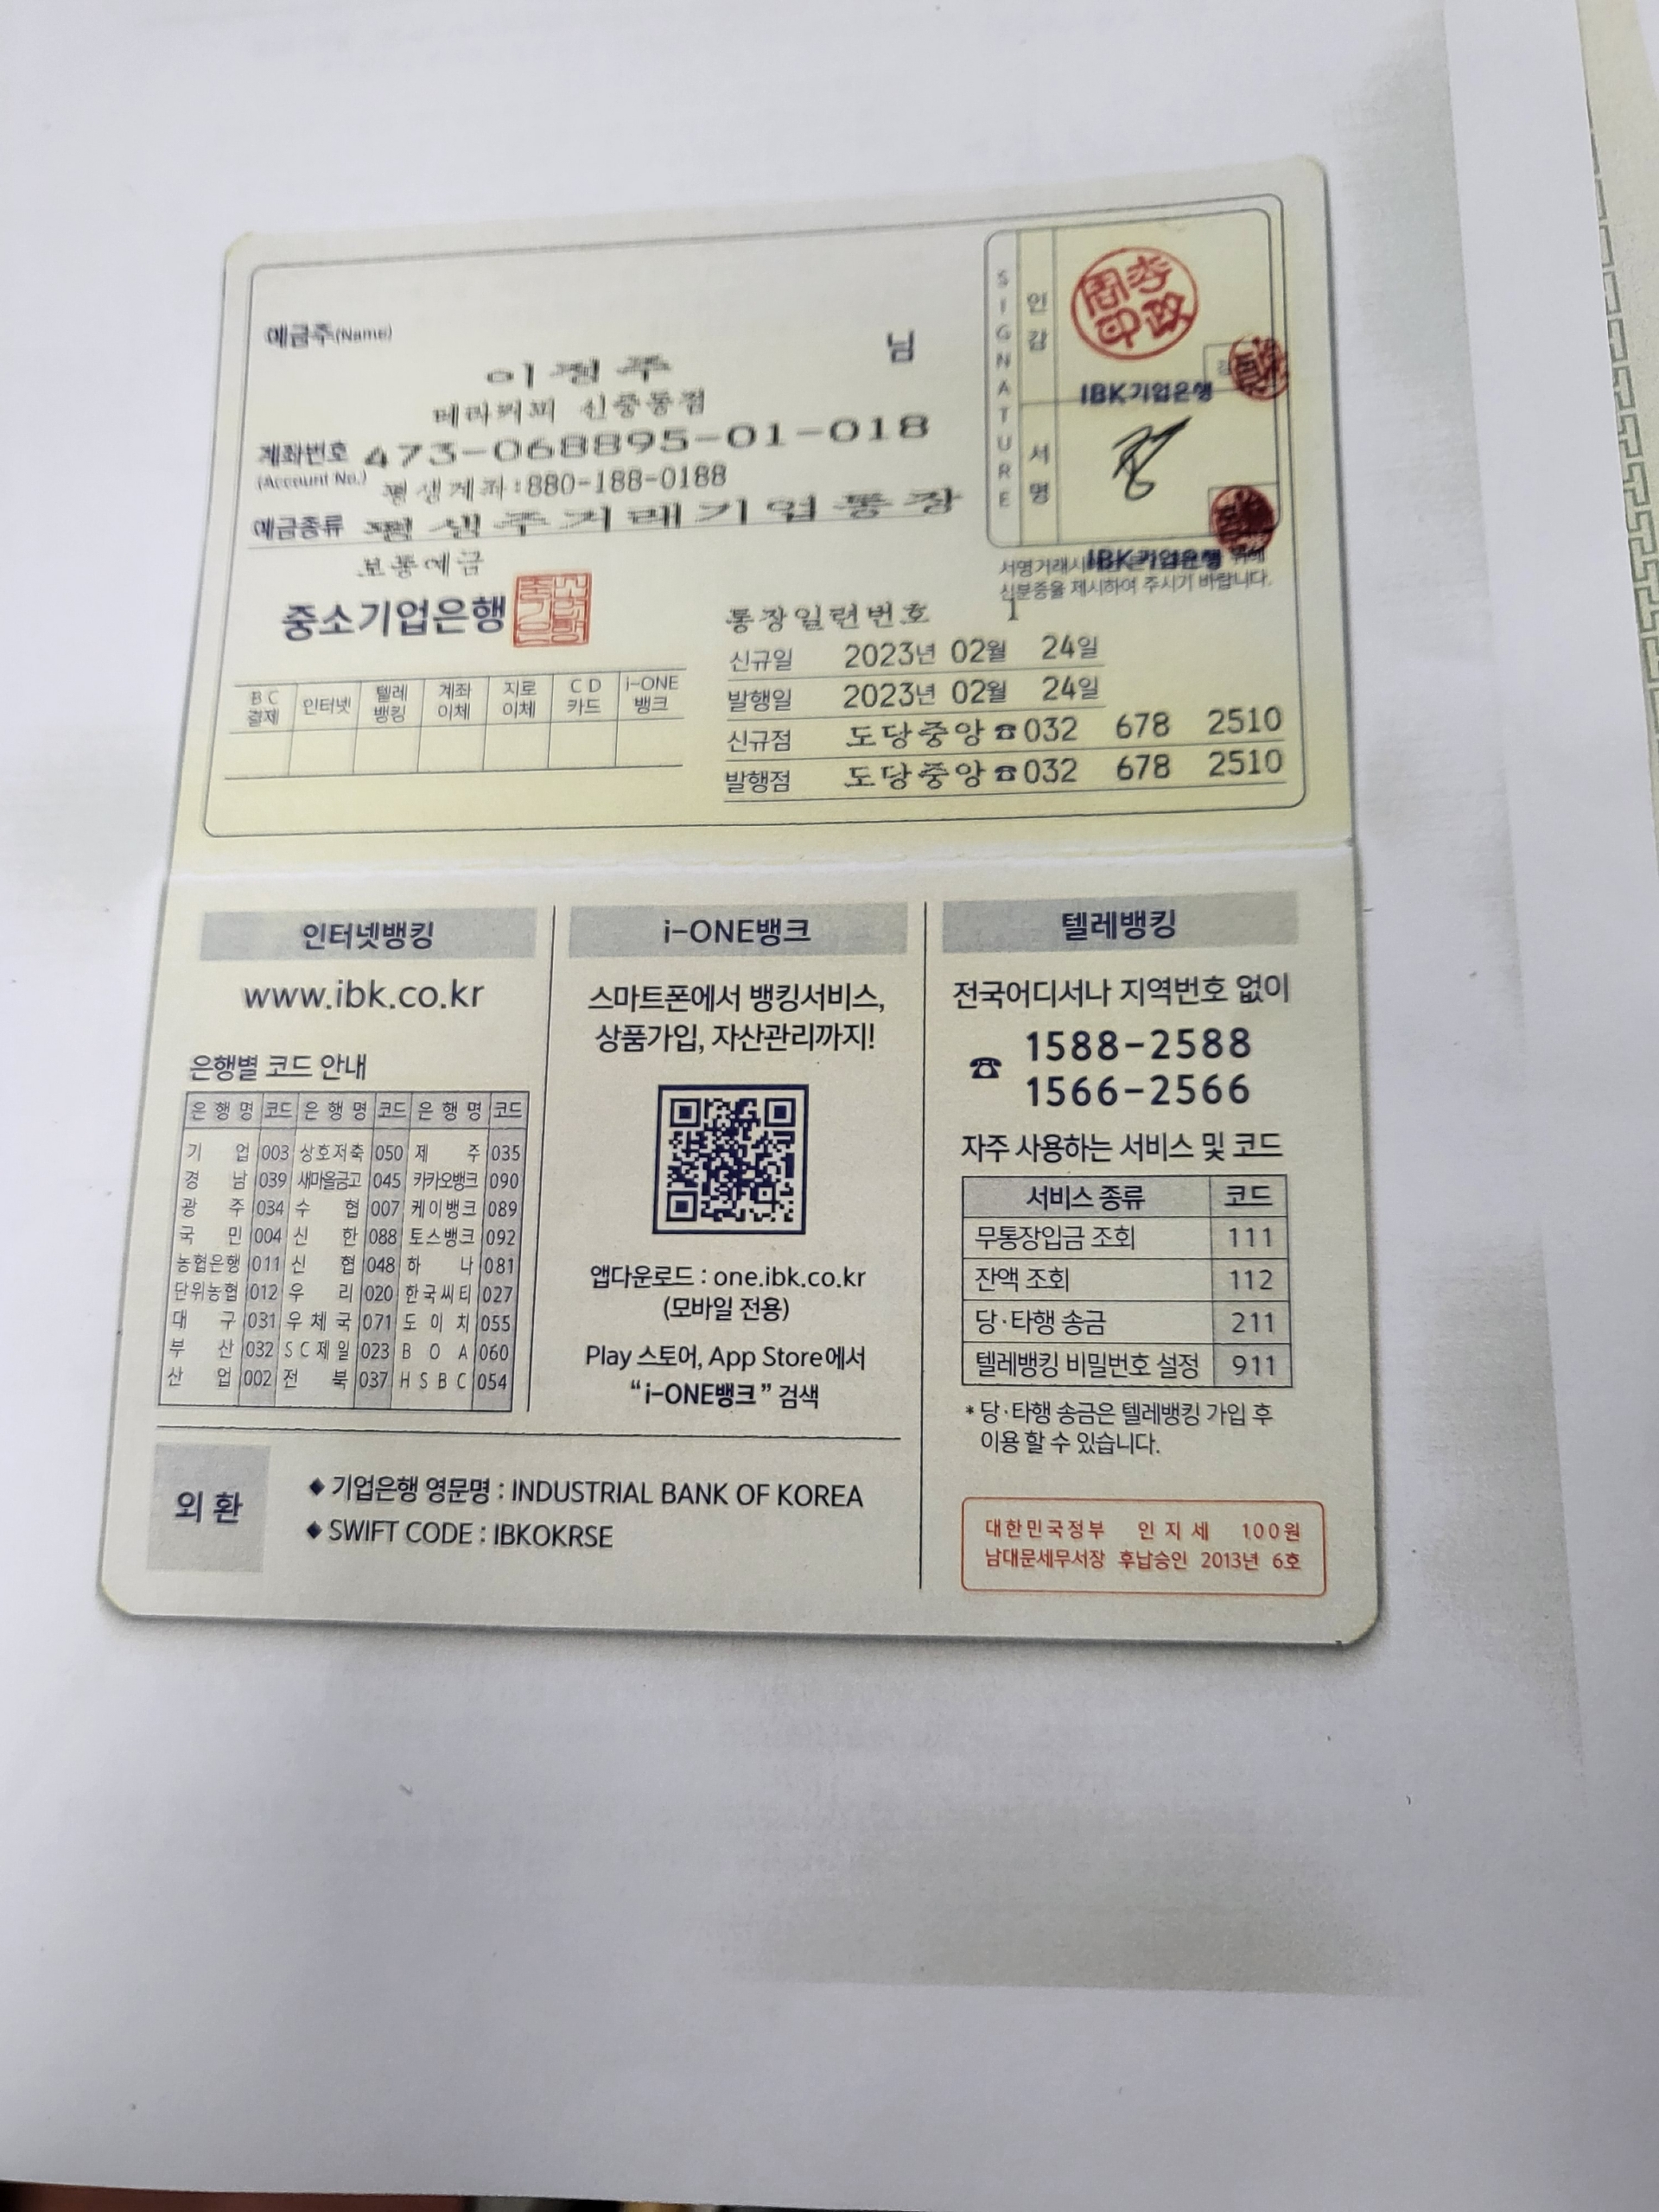 예금주(Name)
님
이정주
메라커피 신중동점
계좌번호 473-068895-01-018
(Account No.) 평생계좌:880-188-0188
예금종류 평생주거래기업통장
보통예금
중소기업은행
SIGNATURE
인감
IBK기업은행
서명
IBK기업은행
서명거래시 위해
신분증을 제시하여 주시기 바랍니다.
통장일련번호 1
신규일 2023년 02월 24일
발행일 2023년 02월 24일
신규점 도당중앙☎032 678 2510
발행점 도당중앙☎032 678 2510
BC결제 인터넷 텔레뱅킹 계좌이체 지로이체 CD카드 i-ONE뱅크
인터넷뱅킹
www.ibk.co.kr
은행별 코드 안내
은행명 코드 은행명 코드 은행명 코드
기업 003 상호저축 050 제주 035
경남 039 새마을금고 045 카카오뱅크 090
광주 034 수협 007 케이뱅크 089
국민 004 신한 088 토스뱅크 092
농협은행 011 신협 048 하나 081
단위농협 012 우리 020 한국씨티 027
대구 031 우체국 071 도이치 055
부산 032 SC제일 023 BOA 060
산업 002 전북 037 HSBC 054
i-ONE뱅크
스마트폰에서 뱅킹서비스,
상품가입, 자산관리까지!
앱다운로드 : one.ibk.co.kr
(모바일 전용)
Play 스토어, App Store에서
“i-ONE뱅크” 검색
텔레뱅킹
전국어디서나 지역번호 없이
☎ 1588-2588
1566-2566
자주 사용하는 서비스 및 코드
서비스 종류 코드
무통장입금 조회 111
잔액 조회 112
당·타행 송금 211
텔레뱅킹 비밀번호 설정 911
* 당·타행 송금은 텔레뱅킹 가입 후
이용 할 수 있습니다.
외환
◆ 기업은행 영문명 : INDUSTRIAL BANK OF KOREA
◆ SWIFT CODE : IBKOKRSE
대한민국정부 인지세 100원
남대문세무서장 후납승인 2013년 6호